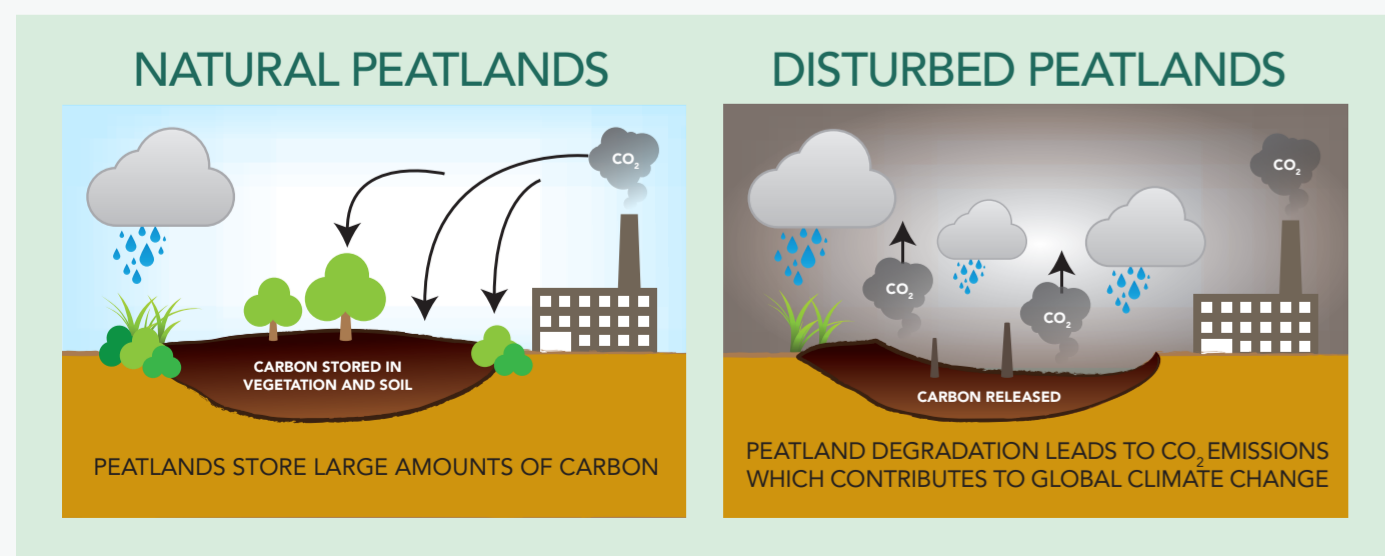 NATURAL PEATLANDS
CO₂
CARBON STORED IN
VEGETATION AND SOIL
PEATLANDS STORE LARGE AMOUNTS OF CARBON
DISTURBED PEATLANDS
CO₂
CO₂
CO₂
CARBON RELEASED
PEATLAND DEGRADATION LEADS TO CO₂ EMISSIONS
WHICH CONTRIBUTES TO GLOBAL CLIMATE CHANGE